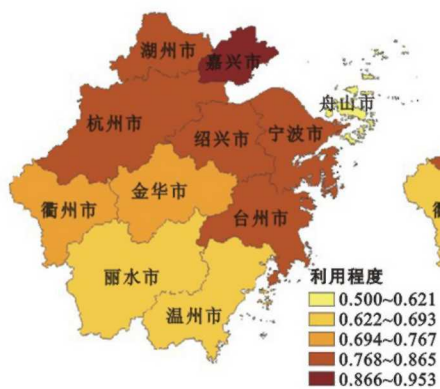 湖州市
嘉兴市
舟山市
杭州市
绍兴市
宁波市
衢州市
金华市
台州市
丽水市
温州市
利用程度
0.500~0.621
0.622~0.693
0.694~0.767
0.768~0.865
0.866~0.953